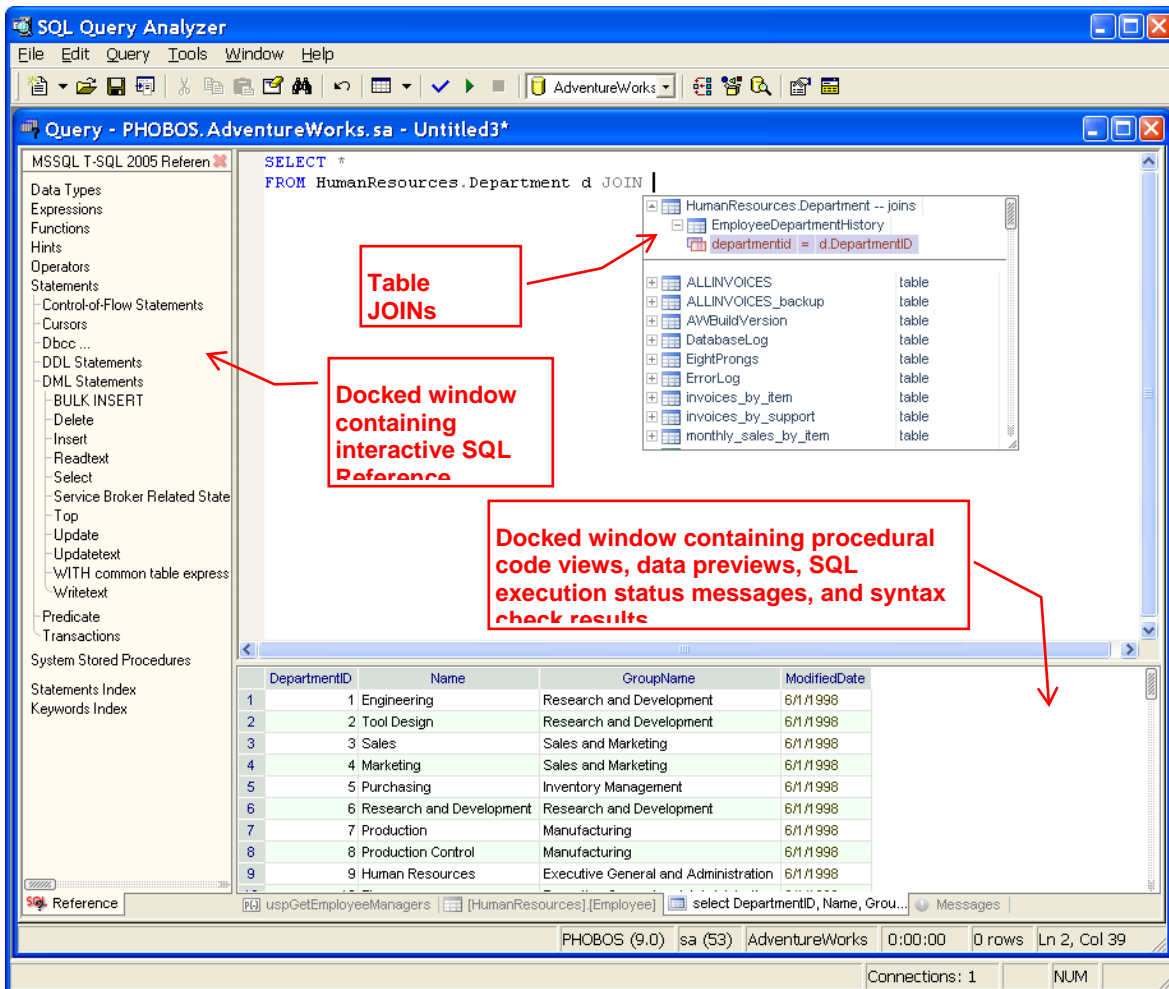 SQL Query Analyzer
File Edit Query Tools Window Help
AdventureWorks
Query - PHOBOS.AdventureWorks.sa - Untitled3*
MSSQL T-SQL 2005 Referen
Data Types
Expressions
Functions
Hints
Operators
Statements
Control-of-Flow Statements
Cursors
Dbcc ...
DDL Statements
DML Statements
BULK INSERT
Delete
Insert
Readtext
Select
Service Broker Related State
Top
Update
Updatetext
WITH common table express
Writetext
Predicate
Transactions
System Stored Procedures
Statements Index
Keywords Index
Reference
SELECT *
FROM HumanResources.Department d JOIN
HumanResources.Department -- joins
EmployeeDepartmentHistory
departmentid = d.DepartmentID
ALLINVOICES table
ALLINVOICES_backup table
AWBuildVersion table
DatabaseLog table
EightProngs table
ErrorLog table
invoices_by_item table
invoices_by_support table
monthly_sales_by_item table
Table
JOINs
Docked window
containing
interactive SQL
Reference
Docked window containing procedural
code views, data previews, SQL
execution status messages, and syntax
check results
DepartmentID Name GroupName ModifiedDate
1 1 Engineering Research and Development 6/1/1998
2 2 Tool Design Research and Development 6/1/1998
3 3 Sales Sales and Marketing 6/1/1998
4 4 Marketing Sales and Marketing 6/1/1998
5 5 Purchasing Inventory Management 6/1/1998
6 6 Research and Development Research and Development 6/1/1998
7 7 Production Manufacturing 6/1/1998
8 8 Production Control Manufacturing 6/1/1998
9 9 Human Resources Executive General and Administration 6/1/1998
uspGetEmployeeManagers [HumanResources].[Employee] select DepartmentID, Name, Grou... Messages
PHOBOS (9.0) sa (53) AdventureWorks 0:00:00 0 rows Ln 2, Col 39
Connections: 1 NUM